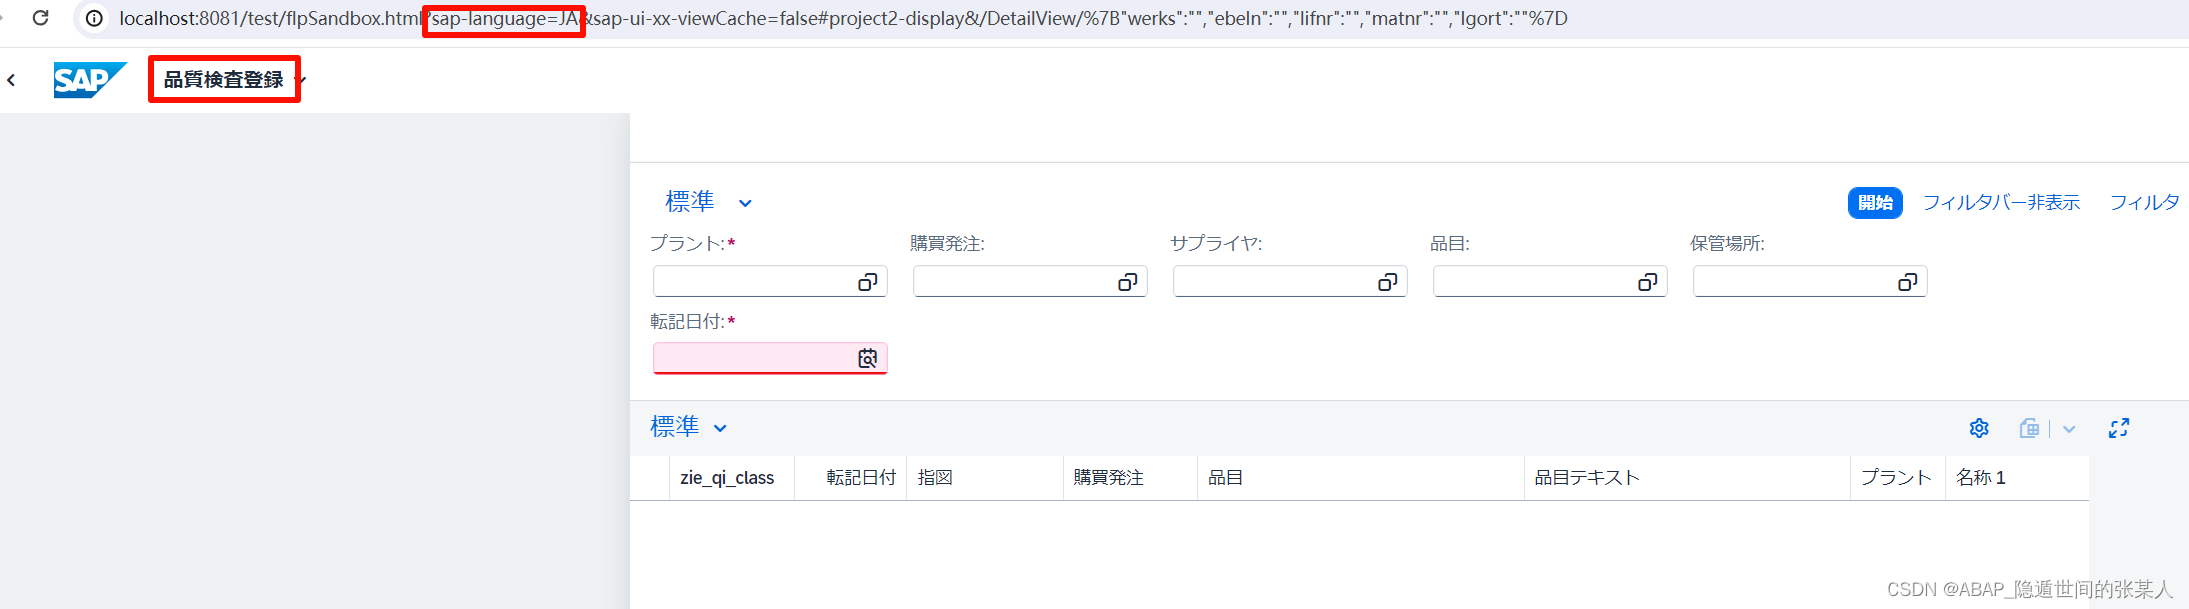 localhost:8081/test/flpSandbox.html?sap-language=JA&sap-ui-xx-viewCache=false#project2-display&/DetailView/%7B"werks":"","ebeln":"","lifnr":"","matnr":"","lgort":""%7D
SAP 品質検査登録
標準 開始 フィルタバー非表示 フィルタ
プラント:* 購買発注: サプライヤ: 品目: 保管場所:
転記日付:*
標準
zie_qi_class 転記日付 指図 購買発注 品目 品目テキスト プラント 名称 1
CSDN @ABAP_隐遁世间的张某人